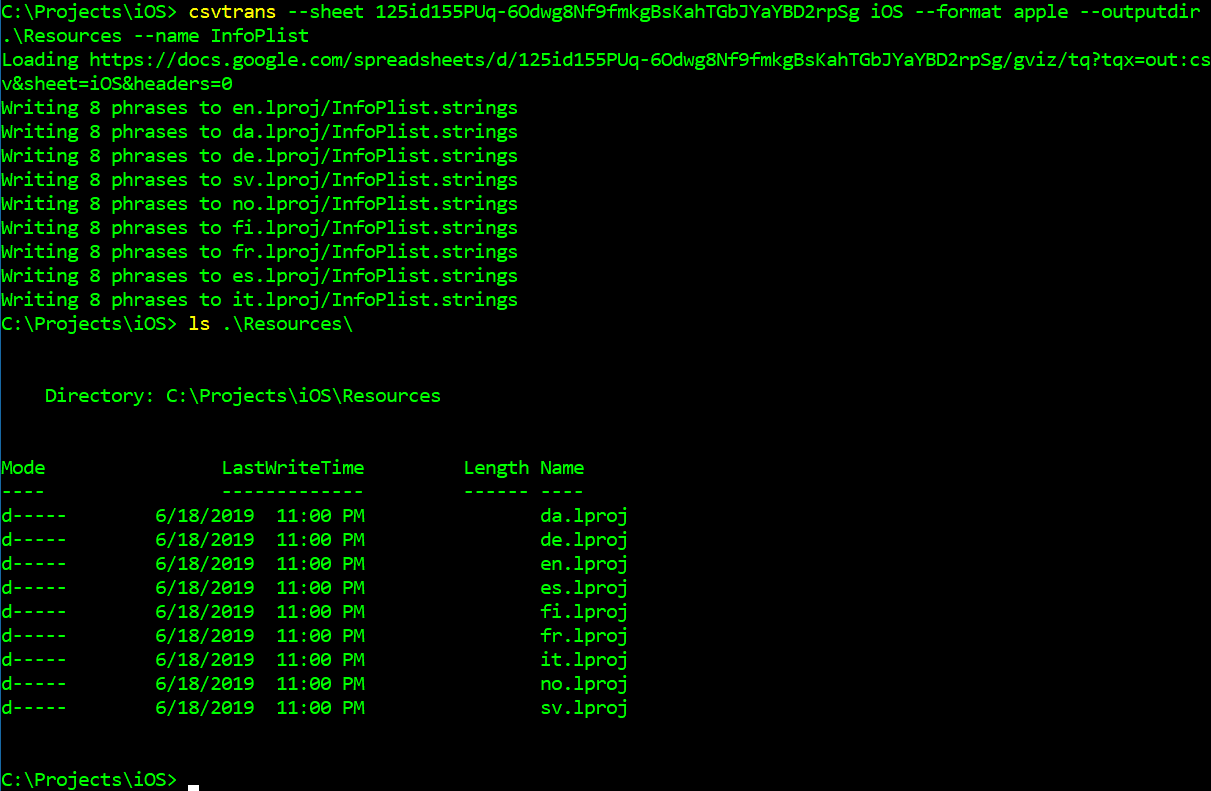 C:\Projects\iOS> csvtrans --sheet 125id155PUq-6Odwg8Nf9fmkgBsKahTGbJYaYBD2rpSg iOS --format apple --outputdir
.\Resources --name InfoPlist
Loading https://docs.google.com/spreadsheets/d/125id155PUq-6Odwg8Nf9fmkgBsKahTGbJYaYBD2rpSg/gviz/tq?tqx=out:cs
v&sheet=iOS&headers=0
Writing 8 phrases to en.lproj/InfoPlist.strings
Writing 8 phrases to da.lproj/InfoPlist.strings
Writing 8 phrases to de.lproj/InfoPlist.strings
Writing 8 phrases to sv.lproj/InfoPlist.strings
Writing 8 phrases to no.lproj/InfoPlist.strings
Writing 8 phrases to fi.lproj/InfoPlist.strings
Writing 8 phrases to fr.lproj/InfoPlist.strings
Writing 8 phrases to es.lproj/InfoPlist.strings
Writing 8 phrases to it.lproj/InfoPlist.strings
C:\Projects\iOS> ls .\Resources\
    Directory: C:\Projects\iOS\Resources
Mode                LastWriteTime         Length Name
----                -------------         ------ ----
d-----        6/18/2019  11:00 PM                da.lproj
d-----        6/18/2019  11:00 PM                de.lproj
d-----        6/18/2019  11:00 PM                en.lproj
d-----        6/18/2019  11:00 PM                es.lproj
d-----        6/18/2019  11:00 PM                fi.lproj
d-----        6/18/2019  11:00 PM                fr.lproj
d-----        6/18/2019  11:00 PM                it.lproj
d-----        6/18/2019  11:00 PM                no.lproj
d-----        6/18/2019  11:00 PM                sv.lproj
C:\Projects\iOS>